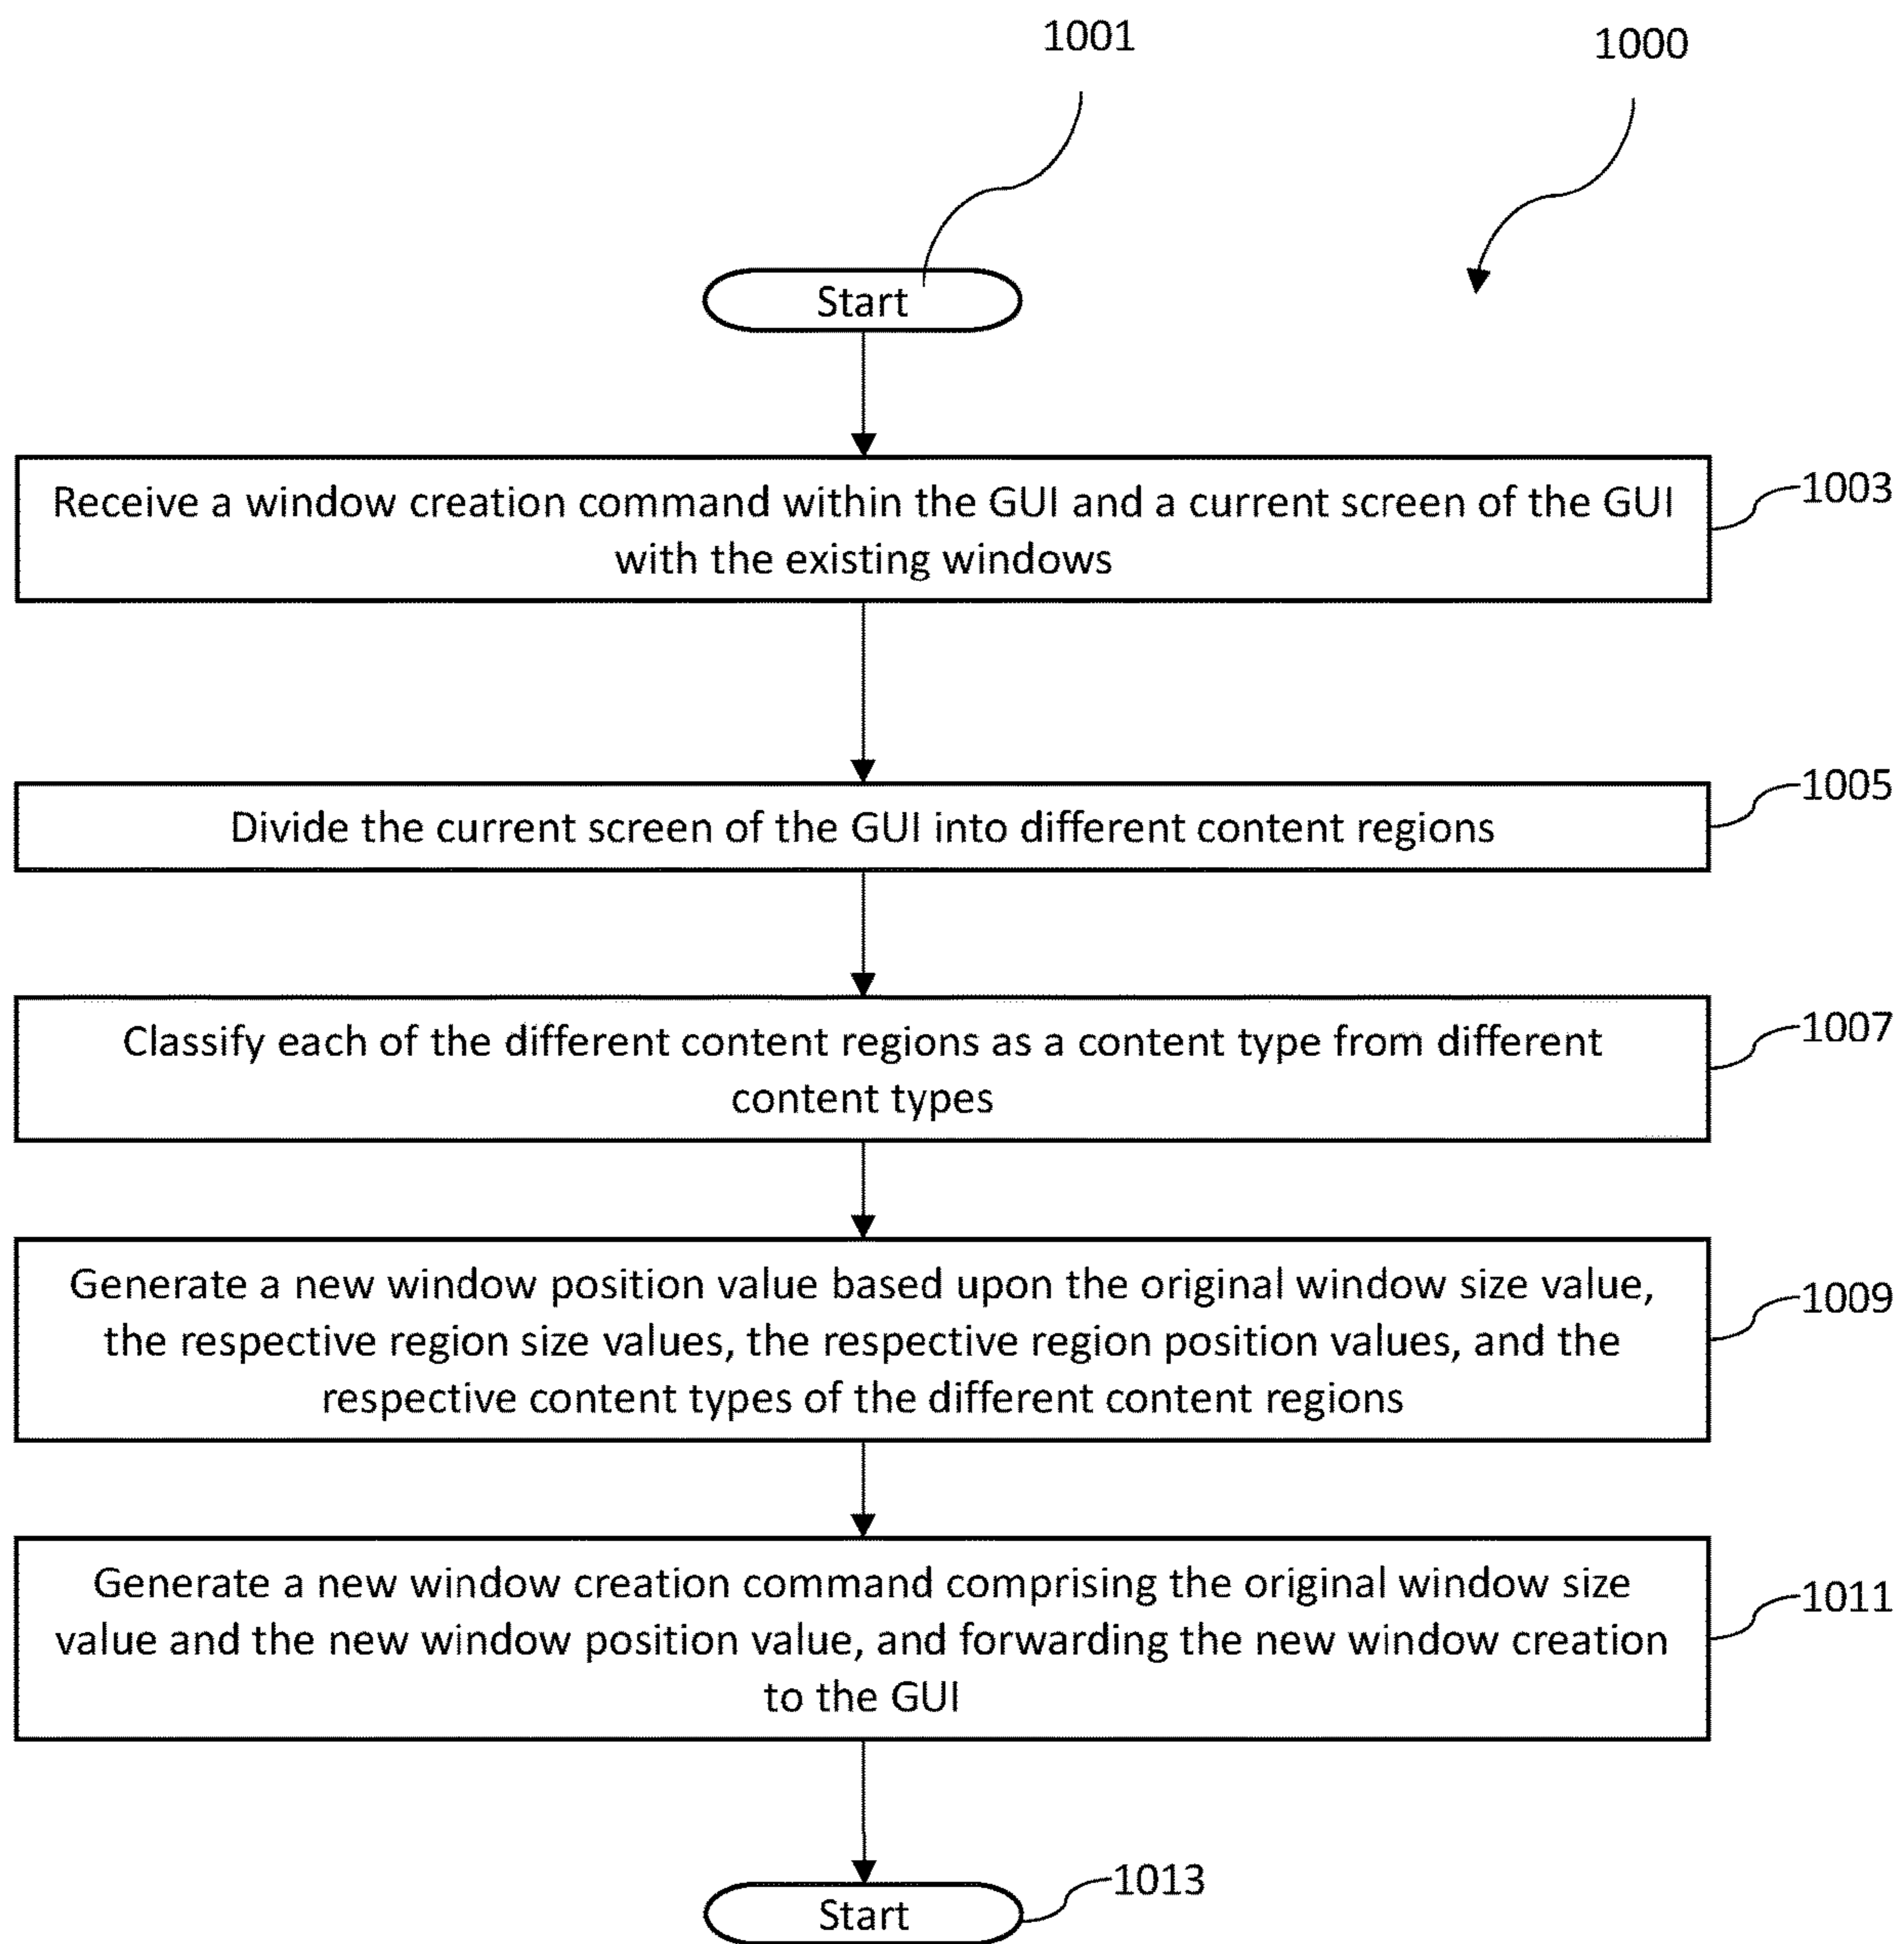 1001
1000
Start
Receive a window creation command within the GUI and a current screen of the GUI
with the existing windows
1003
Divide the current screen of the GUI into different content regions
1005
Classify each of the different content regions as a content type from different
content types
1007
Generate a new window position value based upon the original window size value,
the respective region size values, the respective region position values, and the
respective content types of the different content regions
1009
Generate a new window creation command comprising the original window size
value and the new window position value, and forwarding the new window creation
to the GUI
1011
Start
1013